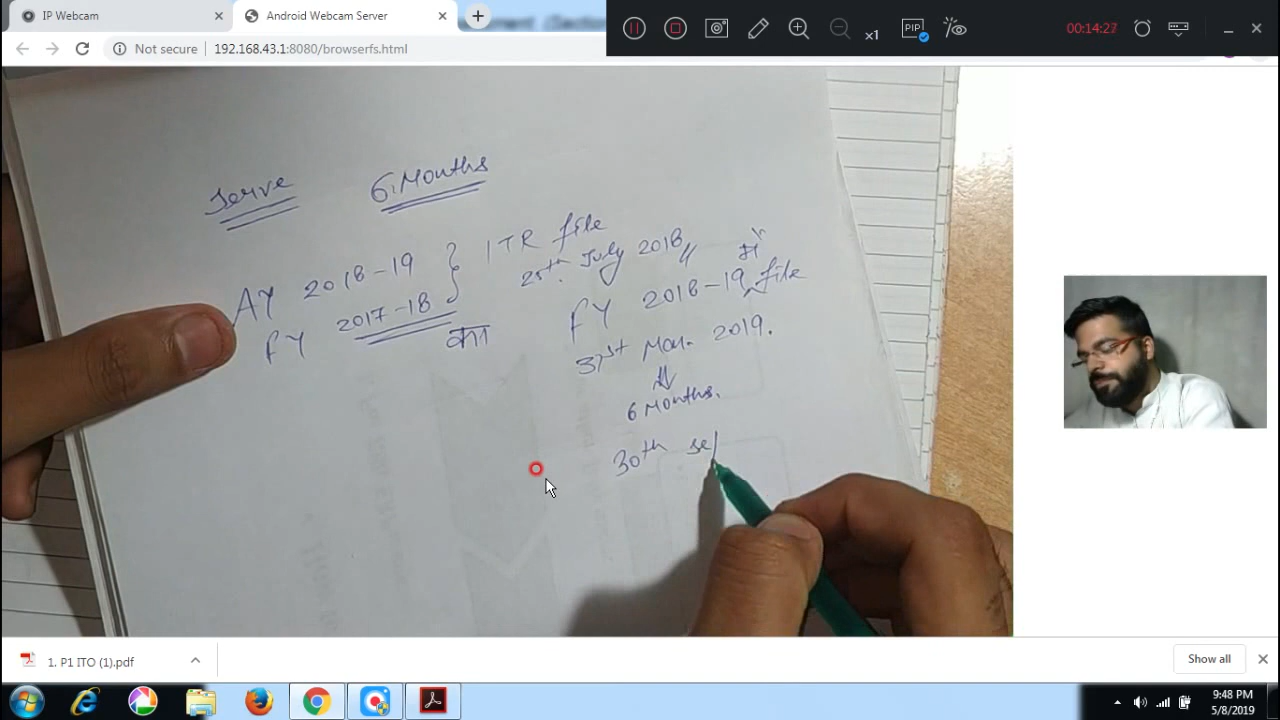 IP Webcam
Android Webcam Server
Not secure
192.168.43.1:8080/browserfs.html
x1
PIP
00:14:27
Serve 6 Months
AY 2018-19
FY 2017-18
का
ITR file
25th July 2018
में
FY 2018-19 file
31st Mar. 2019.
6 Months.
30th se
1. P1 ITO (1).pdf
Show all
9:48 PM
5/8/2019